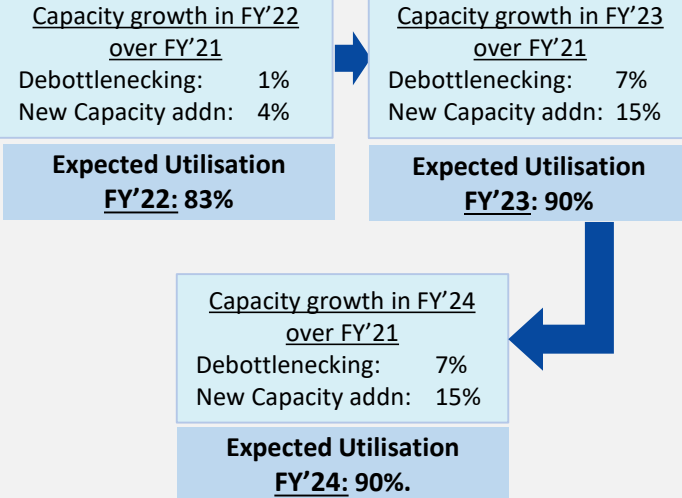 Capacity growth in FY’22
over FY’21
Debottlenecking: 1%
New Capacity addn: 4%
Expected Utilisation
FY’22: 83%
Capacity growth in FY’23
over FY’21
Debottlenecking: 7%
New Capacity addn: 15%
Expected Utilisation
FY’23: 90%
Capacity growth in FY’24
over FY’21
Debottlenecking: 7%
New Capacity addn: 15%
Expected Utilisation
FY’24: 90%.